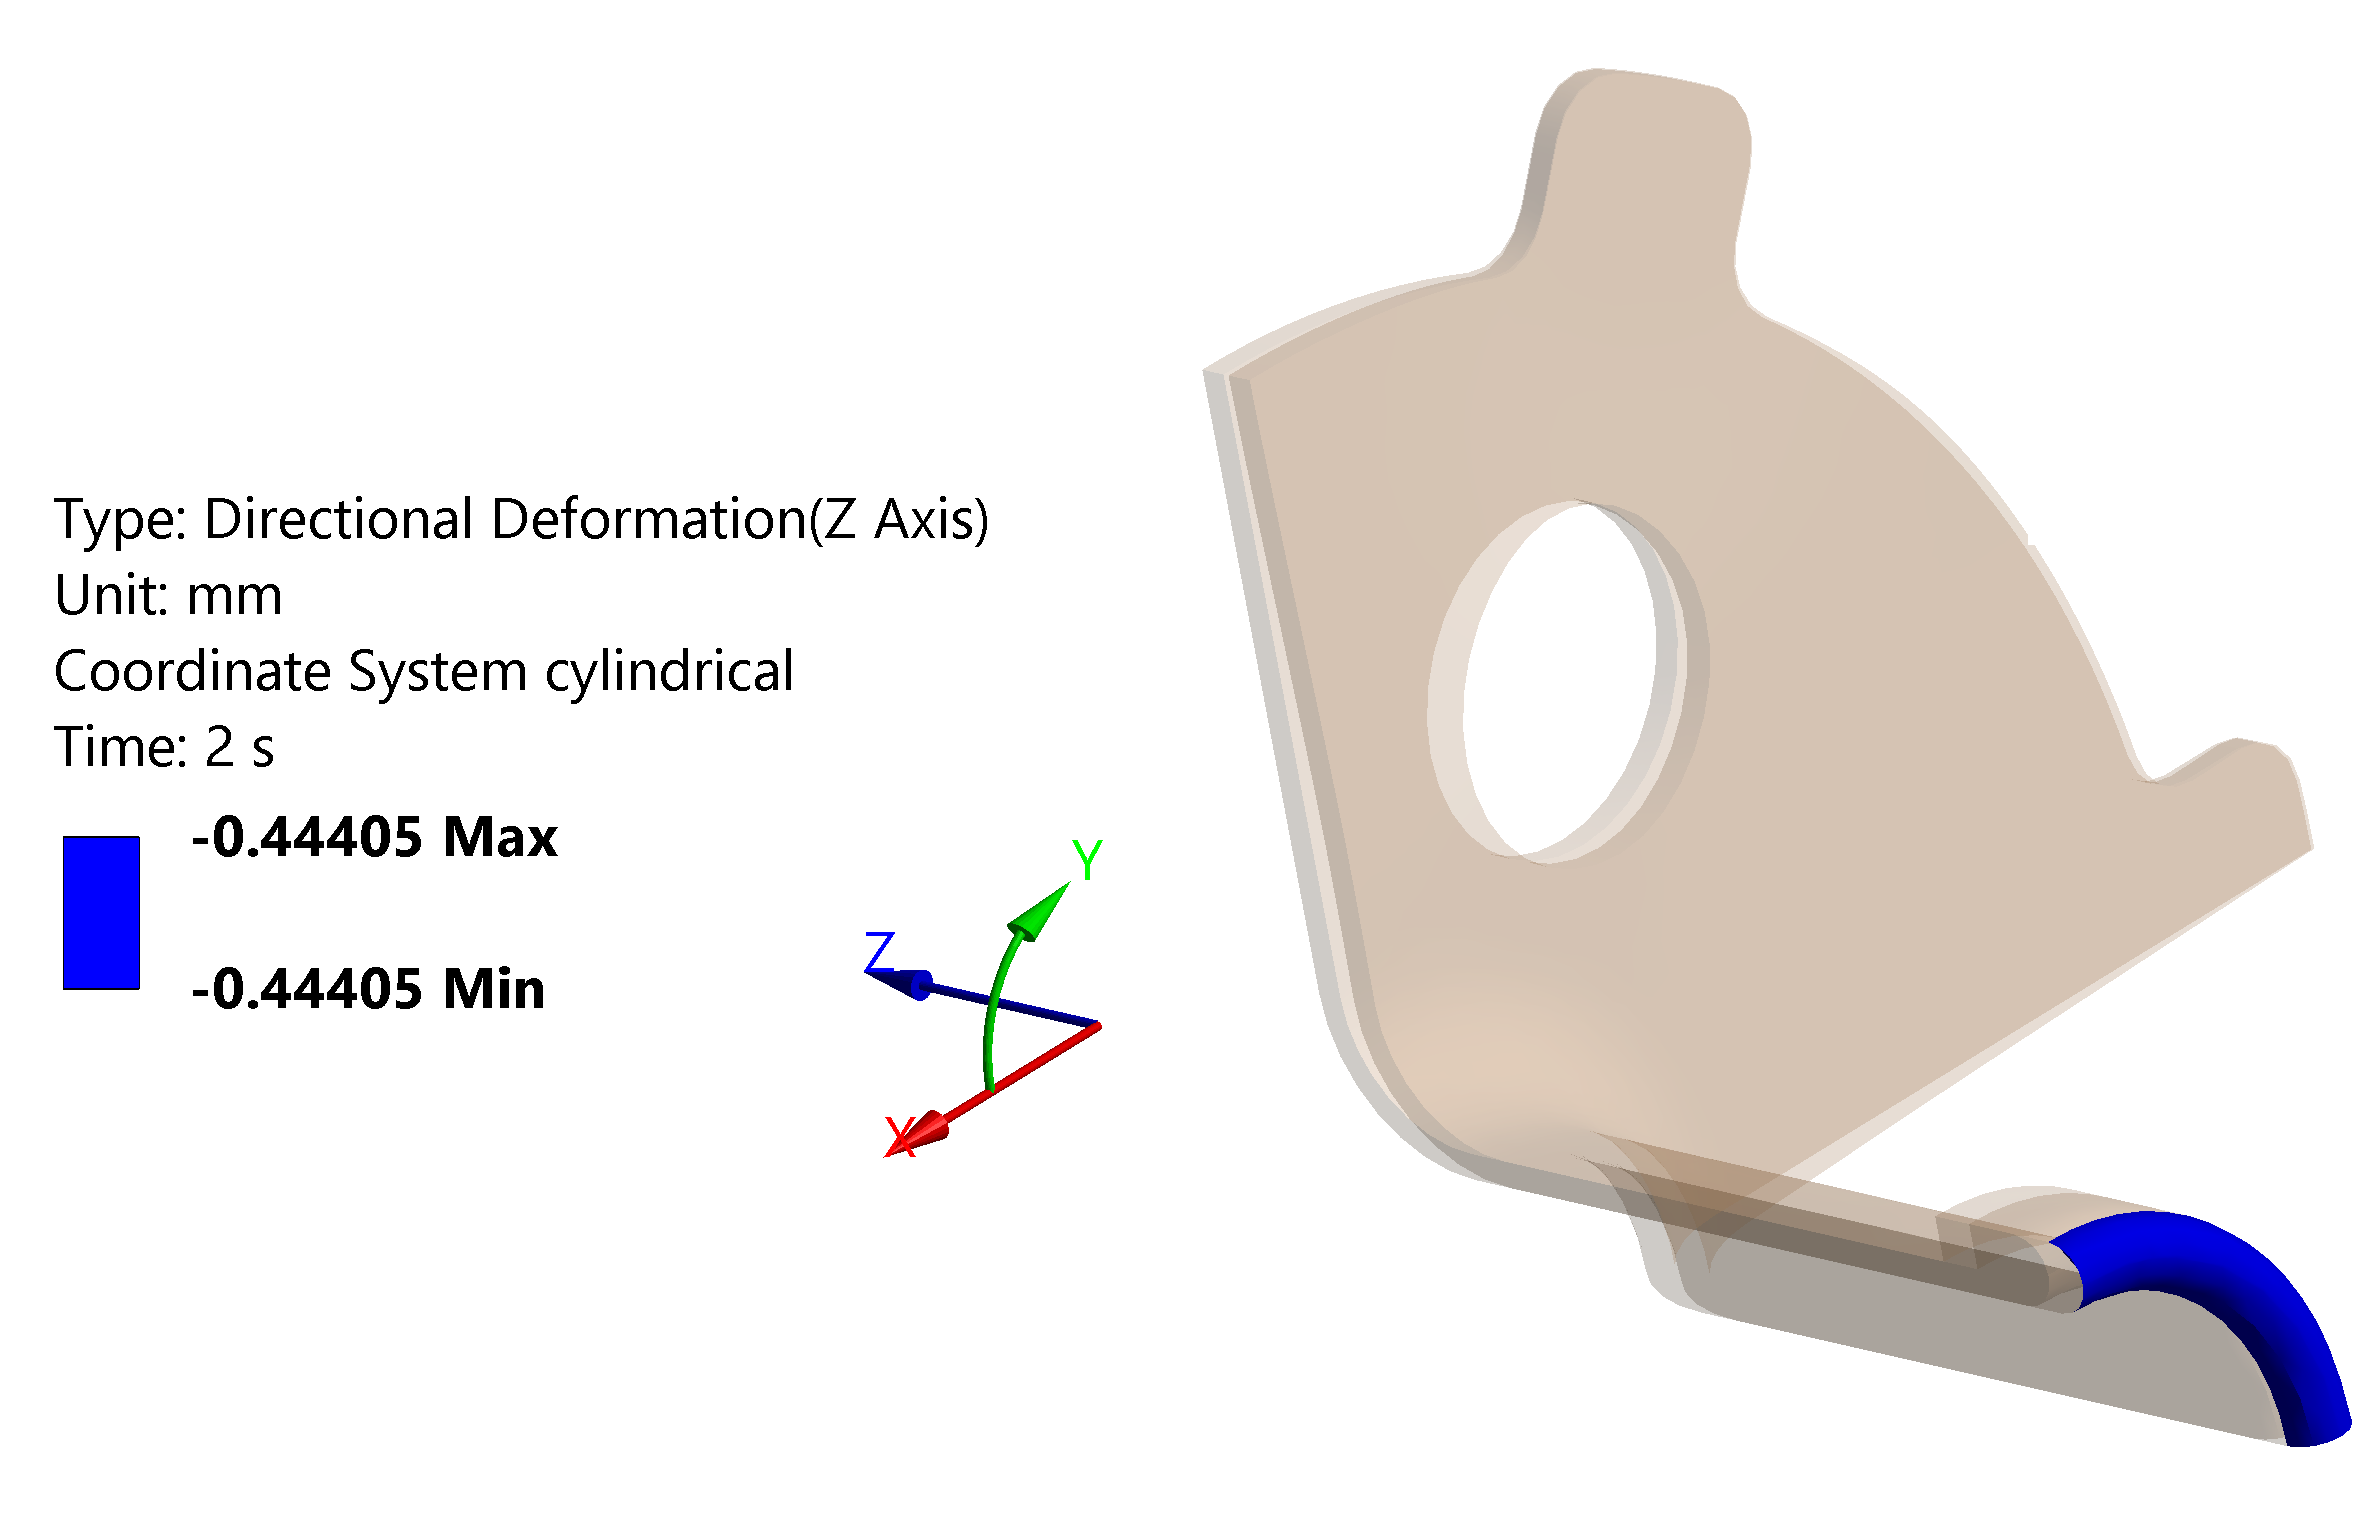 Type: Directional Deformation(Z Axis)
Unit: mm
Coordinate System cylindrical
Time: 2 s
-0.44405 Max
-0.44405 Min
Y
Z
X